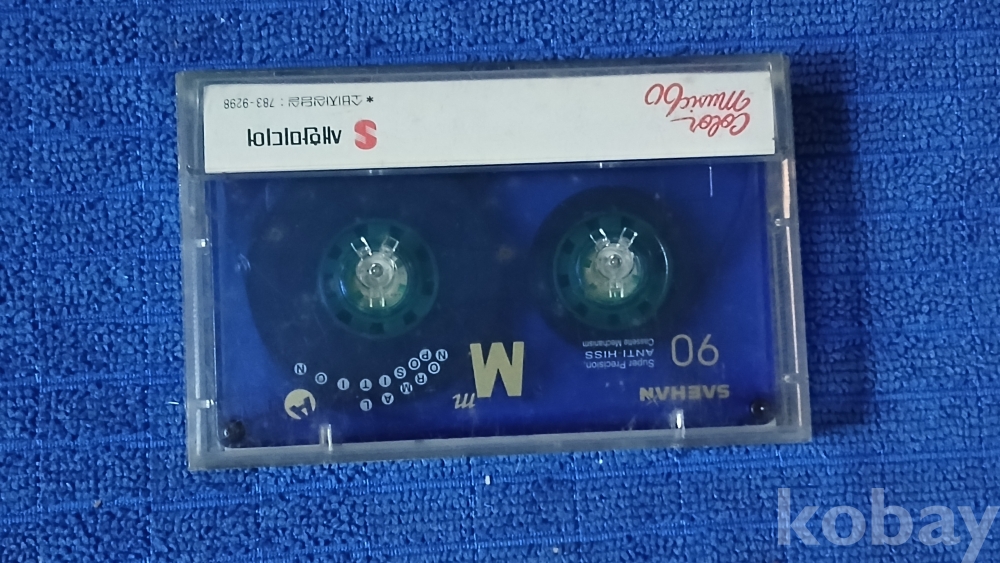 Color
Music 60
S 새한미디어
*소비자상담실 : 783-9298
SAEHAN
90
Super Precision
ANTI-HISS
Cassette Mechanism
M
m
A
NORMAL
POSITION
kobay